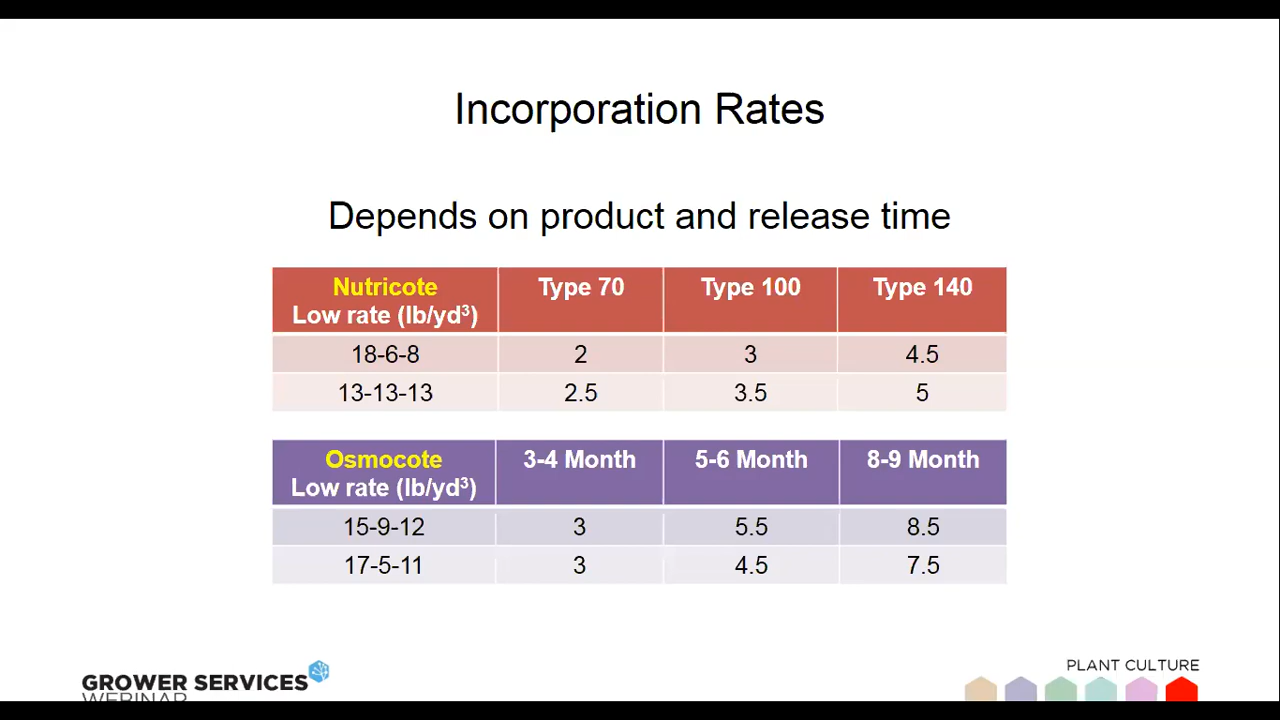 Incorporation Rates
Depends on product and release time
Nutricote Low rate (lb/yd³) Type 70 Type 100 Type 140
18-6-8 2 3 4.5
13-13-13 2.5 3.5 5
Osmocote Low rate (lb/yd³) 3-4 Month 5-6 Month 8-9 Month
15-9-12 3 5.5 8.5
17-5-11 3 4.5 7.5
GROWER SERVICES
WEBINAR
PLANT CULTURE